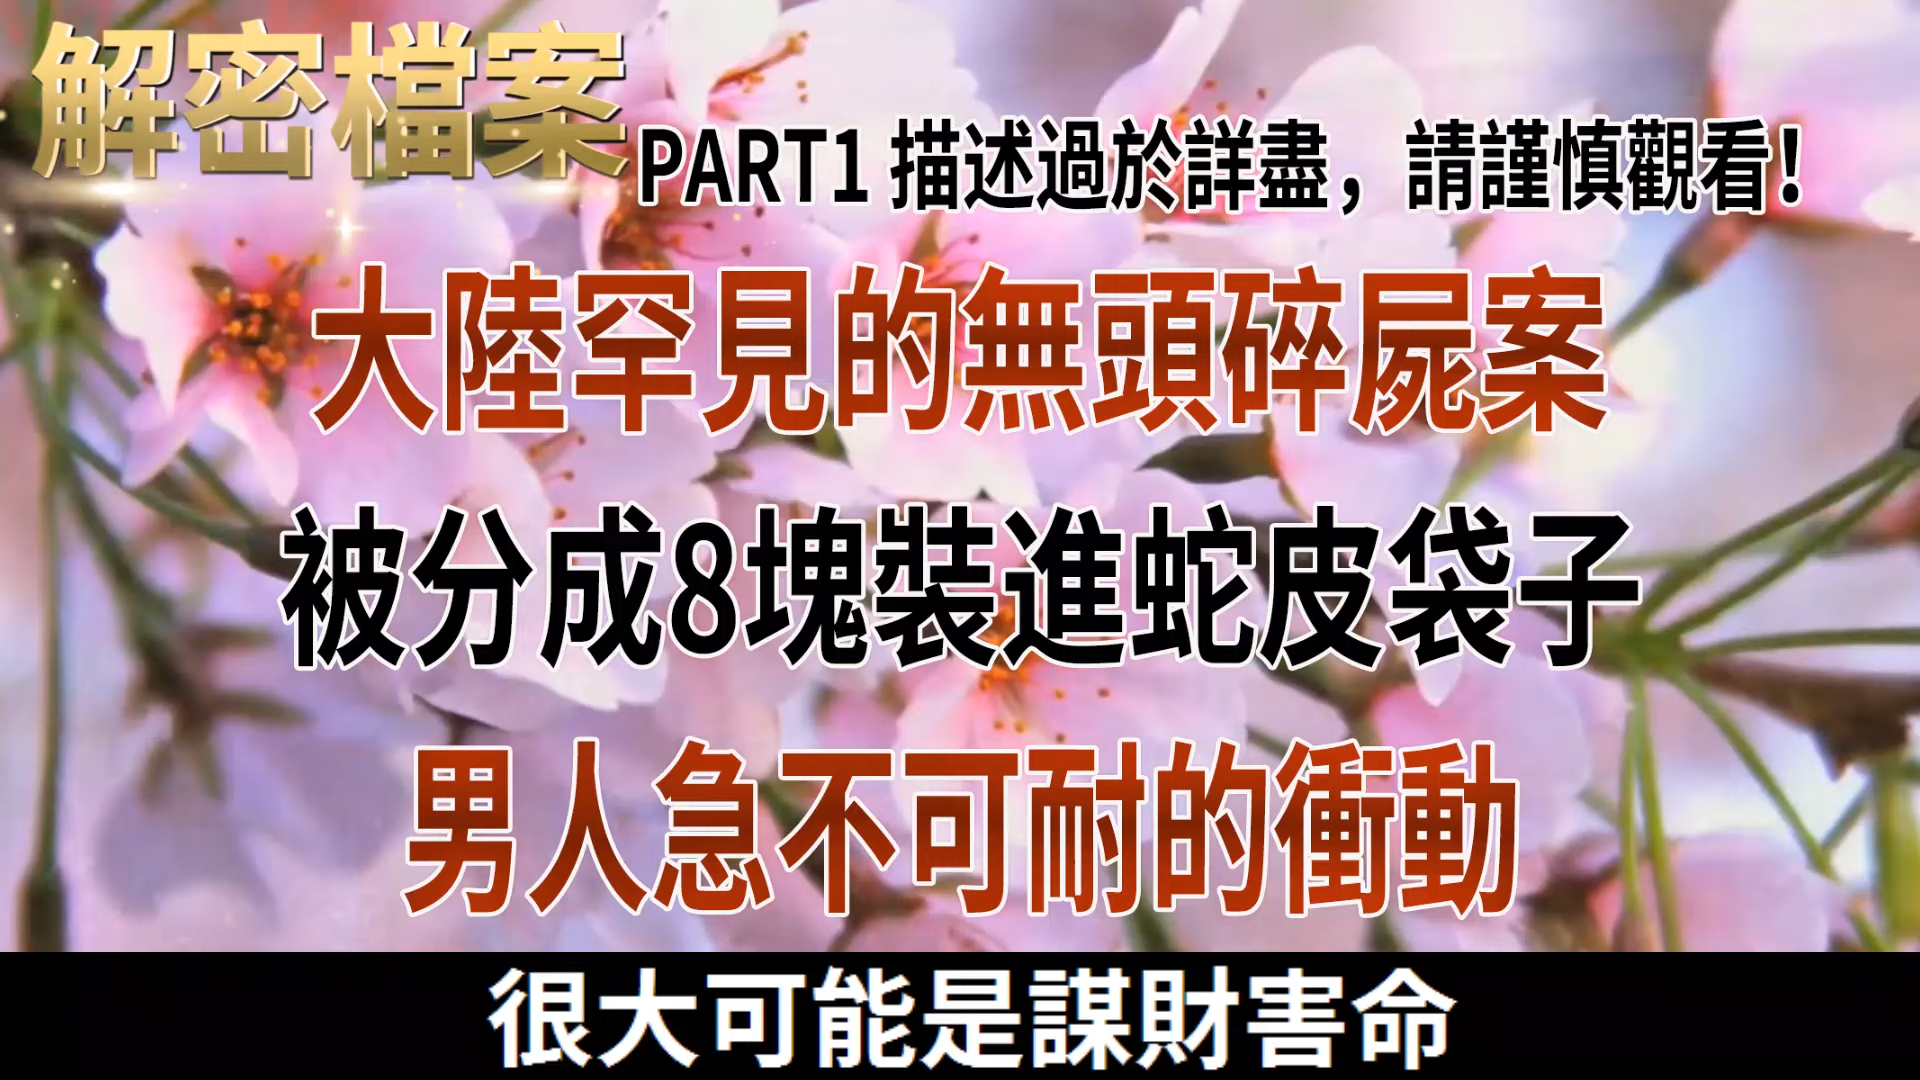 解密檔案
PART1 描述過於詳盡，請謹慎觀看！
大陸罕見的無頭碎屍案
被分成8塊裝進蛇皮袋子
男人急不可耐的衝動
很大可能是謀財害命